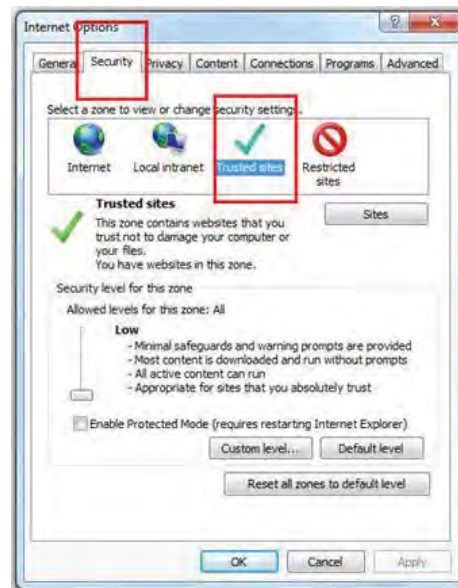 Internet Options
General Security Privacy Content Connections Programs Advanced
Select a zone to view or change security settings.
Internet Local intranet Trusted sites Restricted sites
Trusted sites
Sites
This zone contains websites that you
trust not to damage your computer or
your files.
You have websites in this zone.
Security level for this zone
Allowed levels for this zone: All
Low
- Minimal safeguards and warning prompts are provided
- Most content is downloaded and run without prompts
- All active content can run
- Appropriate for sites that you absolutely trust
Enable Protected Mode (requires restarting Internet Explorer)
Custom level... Default level
Reset all zones to default level
OK Cancel Apply